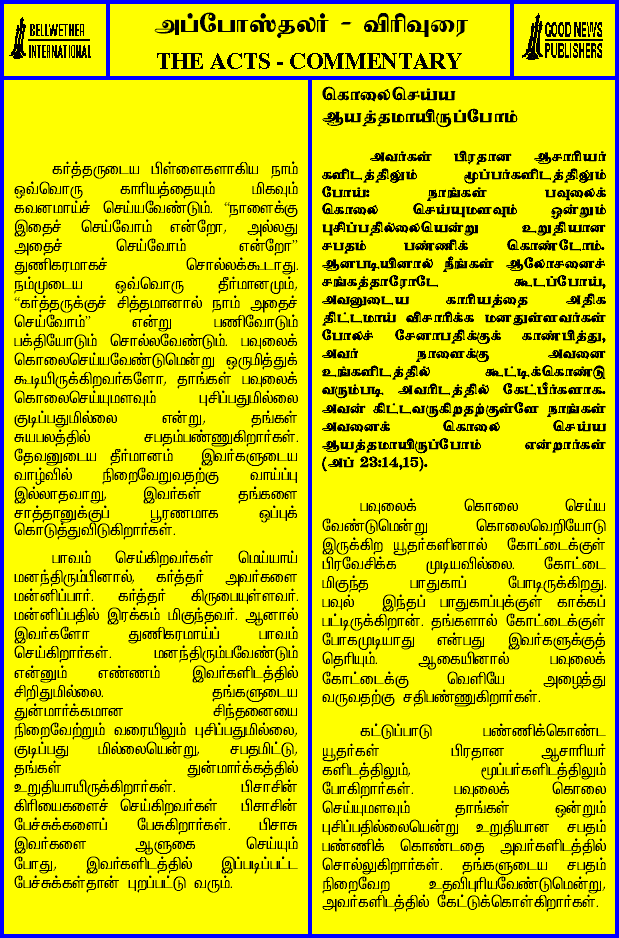 BELLWETHER
INTERNATIONAL
அப்போஸ்தலர் - விரிவுரை
THE ACTS - COMMENTARY
GOOD NEWS
PUBLISHERS
கர்த்தருடைய பிள்ளைகளாகிய நாம்
ஒவ்வொரு காரியத்தையும் மிகவும்
கவனமாய்ச் செய்யவேண்டும். “நாளைக்கு
இதைச் செய்வோம் என்றோ, அல்லது
அதைச் செய்வோம் என்றோ”
துணிகரமாகச் சொல்லக்கூடாது.
நம்முடைய ஒவ்வொரு தீர்மானமும்,
“கர்த்தருக்குச் சித்தமானால் நாம் அதைச்
செய்வோம்” என்று பணிவோடும்
பக்தியோடும் சொல்லவேண்டும். பவுலைக்
கொலைசெய்யவேண்டுமென்று ஒருமித்துக்
கூடியிருக்கிறவர்களோ, தாங்கள் பவுலைக்
கொலைசெய்யுமளவும் புசிப்பதுமில்லை
குடிப்பதுமில்லை என்று, தங்கள்
சுயபலத்தில் சபதம்பண்ணுகிறார்கள்.
தேவனுடைய தீர்மானம் இவர்களுடைய
வாழ்வில் நிறைவேறுவதற்கு வாய்ப்பு
இல்லாதவாறு, இவர்கள் தங்களை
சாத்தானுக்குப் பூரணமாக ஒப்புக்
கொடுத்துவிடுகிறார்கள்.
பாவம் செய்கிறவர்கள் மெய்யாய்
மனந்திரும்பினால், கர்த்தர் அவர்களை
மன்னிப்பார். கர்த்தர் கிருபையுள்ளவர்.
மன்னிப்பதில் இரக்கம் மிகுந்தவர். ஆனால்
இவர்களோ துணிகரமாய்ப் பாவம்
செய்கிறார்கள். மனந்திரும்பவேண்டும்
என்னும் எண்ணம் இவர்களிடத்தில்
சிறிதுமில்லை. தங்களுடைய
துன்மார்க்கமான சிந்தனையை
நிறைவேற்றும் வரையிலும் புசிப்பதுமில்லை,
குடிப்பது மில்லையென்று, சபதமிட்டு,
தங்கள் துன்மார்க்கத்தில்
உறுதியாயிருக்கிறார்கள். பிசாசின்
கிரியைகளைச் செய்கிறவர்கள் பிசாசின்
பேச்சுக்களைப் பேசுகிறார்கள். பிசாசு
இவர்களை ஆளுகை செய்யும்
போது, இவர்களிடத்தில் இப்படிப்பட்ட
பேச்சுக்கள்தான் புறப்பட்டு வரும்.
கொலைசெய்ய
ஆயத்தமாயிருப்போம்
அவர்கள் பிரதான ஆசாரியர்
களிடத்திலும் மூப்பர்களிடத்திலும்
போய்: நாங்கள் பவுலைக்
கொலை செய்யுமளவும் ஒன்றும்
புசிப்பதில்லையென்று உறுதியான
சபதம் பண்ணிக் கொண்டோம்.
ஆனபடியினால் நீங்கள் ஆலோசனைச்
சங்கத்தாரோடே கூடப்போய்,
அவனுடைய காரியத்தை அதிக
திட்டமாய் விசாரிக்க மனதுள்ளவர்கள்
போலச் சேனாபதிக்குக் காண்பித்து,
அவர் நாளைக்கு அவனை
உங்களிடத்தில் கூட்டிக்கொண்டு
வரும்படி அவரிடத்தில் கேட்பீர்களாக.
அவன் கிட்டவருகிறதற்குள்ளே நாங்கள்
அவனைக் கொலை செய்ய
ஆயத்தமாயிருப்போம் என்றார்கள்
(அப் 23:14,15).
பவுலைக் கொலை செய்ய
வேண்டுமென்று கொலைவெறியோடு
இருக்கிற யூதர்களினால் கோட்டைக்குள்
பிரவேசிக்க முடியவில்லை. கோட்டை
மிகுந்த பாதுகாப் போடிருக்கிறது.
பவுல் இந்தப் பாதுகாப்புக்குள் காக்கப்
பட்டிருக்கிறான். தங்களால் கோட்டைக்குள்
போகமுடியாது என்பது இவர்களுக்குத்
தெரியும். ஆகையினால் பவுலைக்
கோட்டைக்கு வெளியே அழைத்து
வருவதற்கு சதிபண்ணுகிறார்கள்.
கட்டுப்பாடு பண்ணிக்கொண்ட
யூதர்கள் பிரதான ஆசாரியர்
களிடத்திலும், மூப்பர்களிடத்திலும்
போகிறார்கள். பவுலைக் கொலை
செய்யுமளவும் தாங்கள் ஒன்றும்
புசிப்பதில்லையென்று உறுதியான சபதம்
பண்ணிக் கொண்டதை அவர்களிடத்தில்
சொல்லுகிறார்கள். தங்களுடைய சபதம்
நிறைவேற உதவிபுரியவேண்டுமென்று,
அவர்களிடத்தில் கேட்டுக்கொள்கிறார்கள்.